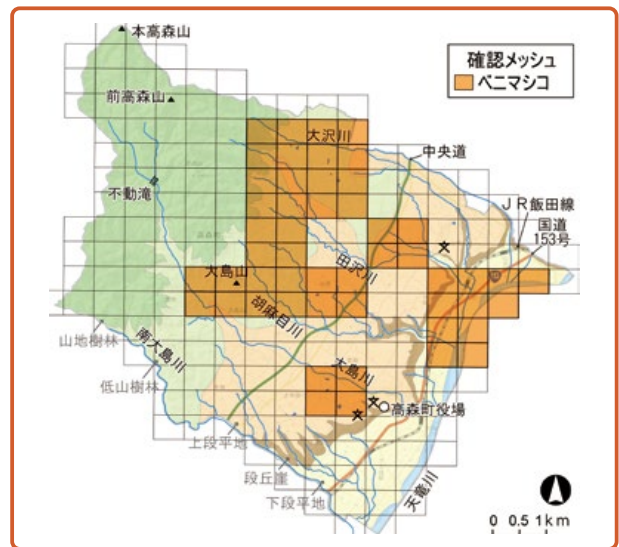 本高森山
確認メッシュ
ベニマシコ
前高森山
大沢川
中央道
不動滝
JR飯田線
国道
153号
田沢川
大島山
胡麻目川
山地樹林
南大島川
大島川
低山樹林
高森町役場
上段平地
段丘崖
下段平地
天竜川
0 0.5 1km